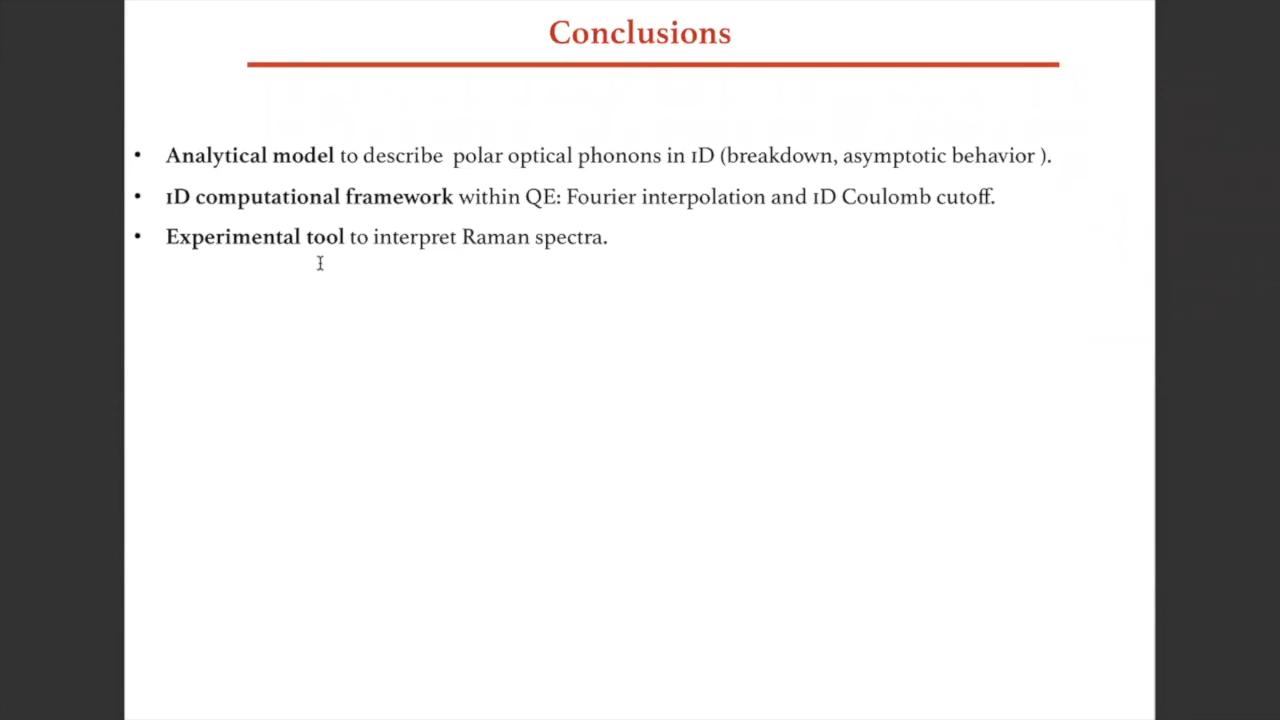 Conclusions
• Analytical model to describe polar optical phonons in 1D (breakdown, asymptotic behavior ).
• 1D computational framework within QE: Fourier interpolation and 1D Coulomb cutoff.
• Experimental tool to interpret Raman spectra.